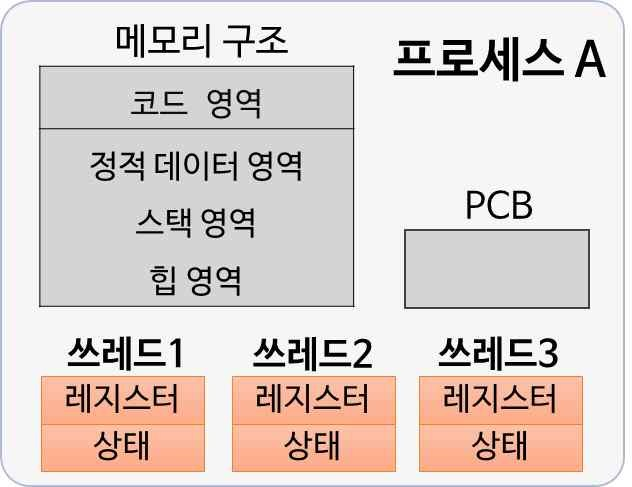 메모리 구조
프로세스 A
코드 영역
정적 데이터 영역
스택 영역
힙 영역
PCB
쓰레드1
레지스터
상태
쓰레드2
레지스터
상태
쓰레드3
레지스터
상태